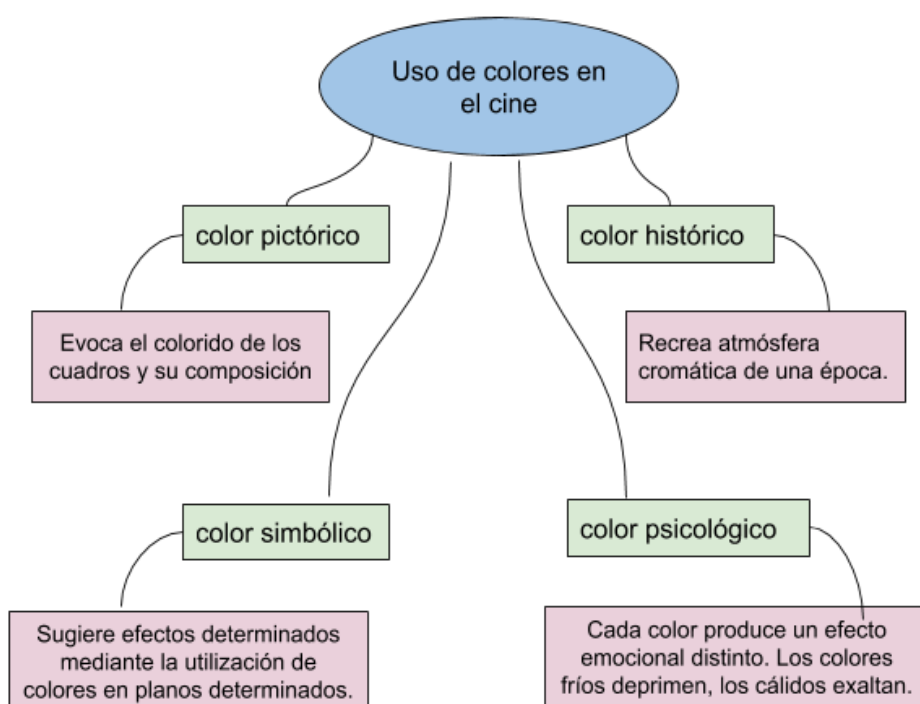 Uso de colores en
el cine
color pictórico
color histórico
Evoca el colorido de los
cuadros y su composición
Recrea atmósfera
cromática de una época.
color simbólico
color psicológico
Sugiere efectos determinados
mediante la utilización de
colores en planos determinados.
Cada color produce un efecto
emocional distinto. Los colores
fríos deprimen, los cálidos exaltan.